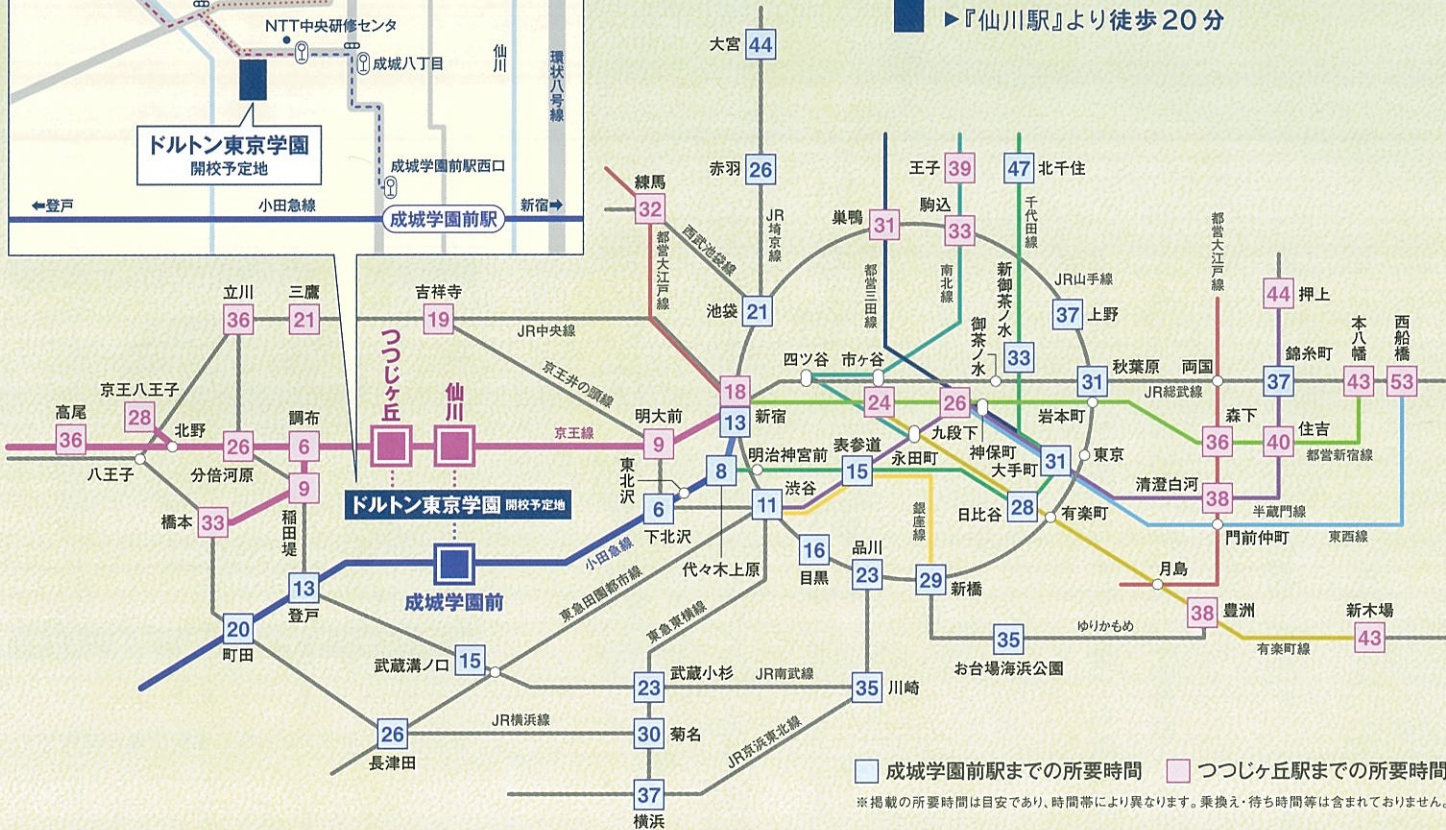 NTT中央研修センタ
成城八丁目
仙川
環状八号線
ドルトン東京学園
開校予定地
成城学園前駅西口
←登戸
小田急線
成城学園前駅
新宿→
▶『仙川駅』より徒歩20分
大宮
44
赤羽
26
JR埼京線
練馬
32
西武池袋線
都営大江戸線
池袋
21
巣鴨
31
都営三田線
王子
39
駒込
33
南北線
47
北千住
千代田線
新御茶ノ水
33
御茶ノ水
JR山手線
37
上野
都営大江戸線
44
押上
錦糸町
37
本八幡
43
西船橋
53
立川
36
三鷹
21
吉祥寺
19
JR中央線
京王井の頭線
四ツ谷
市ヶ谷
31
秋葉原
両国
JR総武線
岩本町
18
13
新宿
24
26
九段下
神保町
大手町
31
東京
森下
36
40
住吉
都営新宿線
高尾
36
京王八王子
28
北野
八王子
26
分倍河原
調布
6
つつじヶ丘
仙川
京王線
明大前
9
9
稲田堤
橋本
33
ドルトン東京学園 開校予定地
東北沢
8
明治神宮前
表参道
15
永田町
清澄白河
38
半蔵門線
東西線
門前仲町
6
下北沢
代々木上原
11
渋谷
銀座線
日比谷
28
有楽町
小田急線
成城学園前
13
登戸
20
町田
16
目黒
品川
23
29
新橋
月島
38
豊洲
新木場
43
有楽町線
ゆりかもめ
35
お台場海浜公園
東急田園都市線
東急東横線
武蔵溝ノ口
15
23
武蔵小杉
JR南武線
35
川崎
26
長津田
JR横浜線
30
菊名
JR京浜東北線
37
横浜
成城学園前駅までの所要時間
つつじヶ丘駅までの所要時間
※掲載の所要時間は目安であり、時間帯により異なります。乗換え・待ち時間等は含まれておりません。